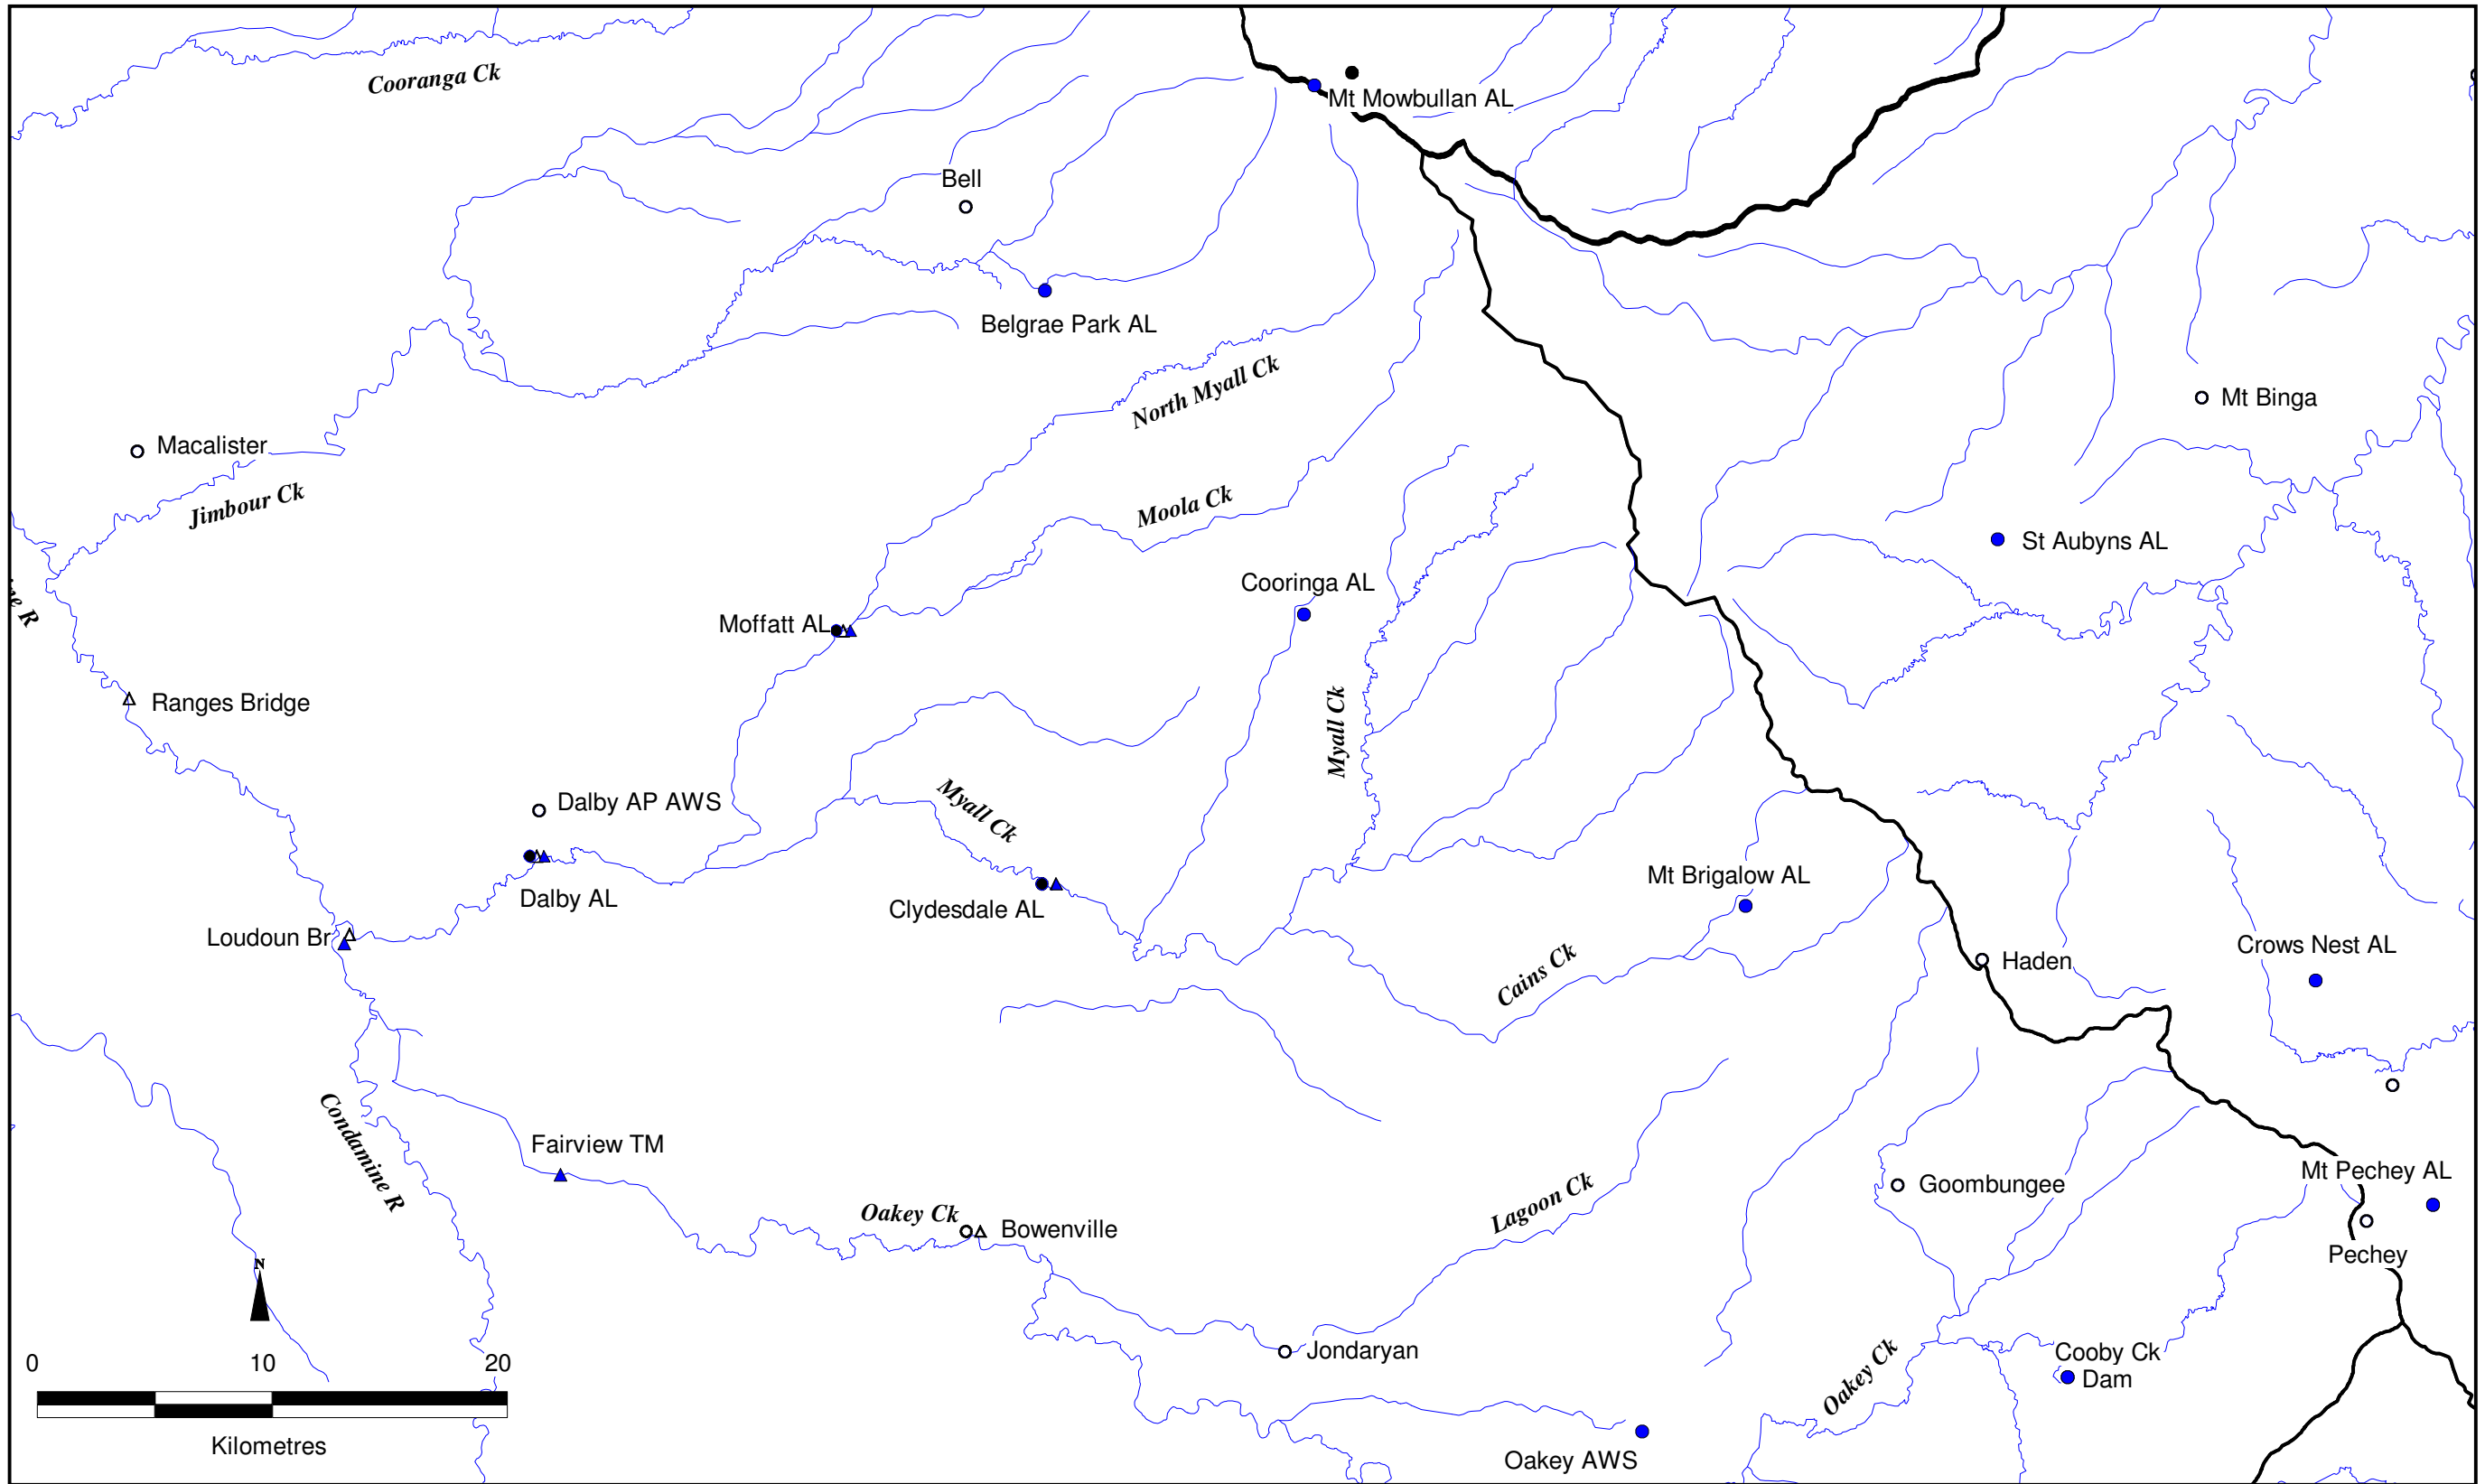 Cooranga Ck
Mt Mowbullan AL
Bell
Belgrae Park AL
North Myall Ck
Mt Binga
Macalister
Jimbour Ck
Moola Ck
St Aubyns AL
Cooringa AL
ine R
Moffatt AL
Ranges Bridge
Myall Ck
Dalby AP AWS
Myall Ck
Dalby AL
Clydesdale AL
Mt Brigalow AL
Loudoun Br
Cains Ck
Haden
Crows Nest AL
Condamine R
Fairview TM
Mt Pechey AL
Goombungee
Lagoon Ck
Oakey Ck
Bowenville
Pechey
N
Jondaryan
Oakey Ck
Cooby Ck
Dam
0 10 20
Kilometres
Oakey AWS